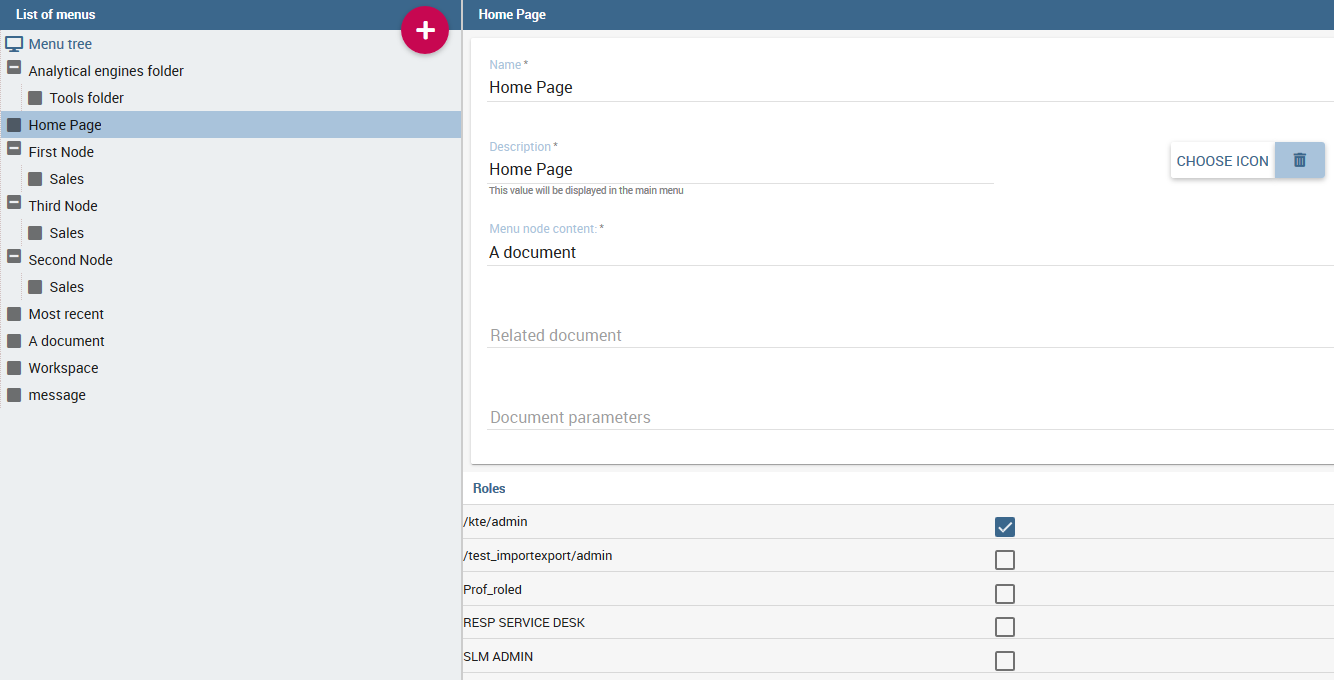 List of menus
Menu tree
Analytical engines folder
Tools folder
Home Page
First Node
Sales
Third Node
Sales
Second Node
Sales
Most recent
A document
Workspace
message
Home Page
Name *
Home Page
Description *
Home Page
This value will be displayed in the main menu
CHOOSE ICON
Menu node content: *
A document
Related document
Document parameters
Roles
/kte/admin
/test_importexport/admin
Prof_roled
RESP SERVICE DESK
SLM ADMIN